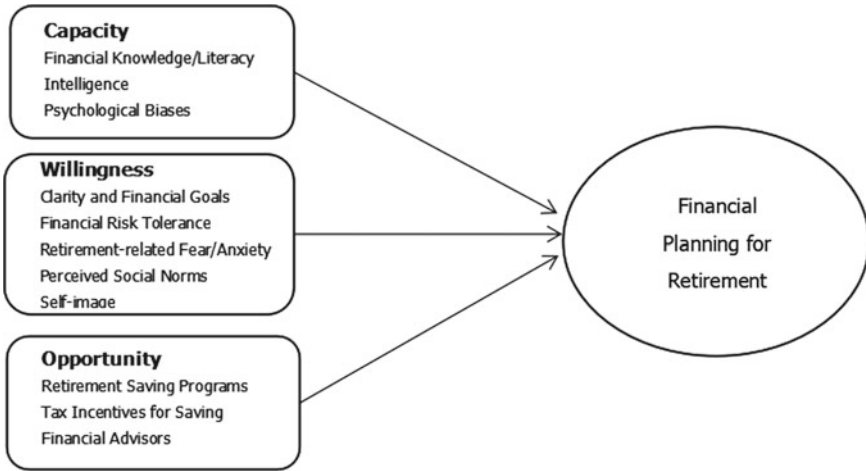 Capacity
Financial Knowledge/Literacy
Intelligence
Psychological Biases
Willingness
Clarity and Financial Goals
Financial Risk Tolerance
Retirement-related Fear/Anxiety
Perceived Social Norms
Self-image
Opportunity
Retirement Saving Programs
Tax Incentives for Saving
Financial Advisors
Financial
Planning for
Retirement